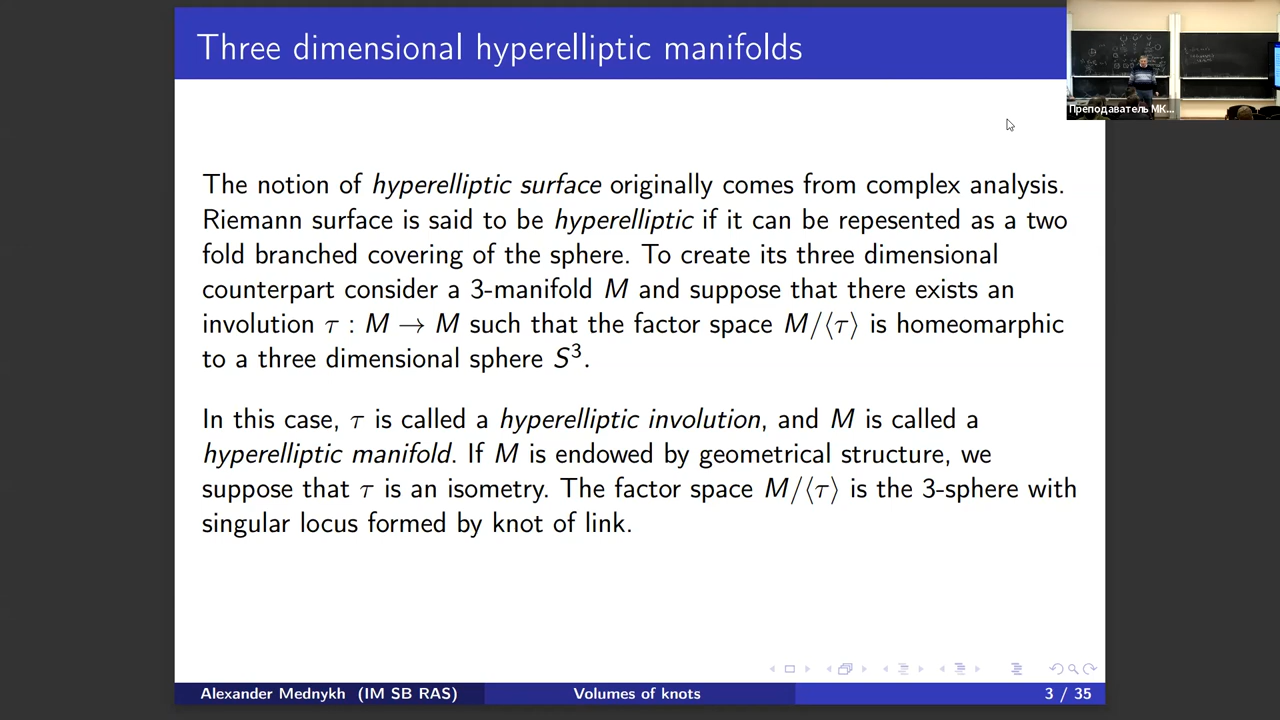 Three dimensional hyperelliptic manifolds
Преподаватель МК...
The notion of hyperelliptic surface originally comes from complex analysis.
Riemann surface is said to be hyperelliptic if it can be repesented as a two
fold branched covering of the sphere. To create its three dimensional
counterpart consider a 3-manifold M and suppose that there exists an
involution τ : M → M such that the factor space M/⟨τ⟩ is homeomarphic
to a three dimensional sphere S³.
In this case, τ is called a hyperelliptic involution, and M is called a
hyperelliptic manifold. If M is endowed by geometrical structure, we
suppose that τ is an isometry. The factor space M/⟨τ⟩ is the 3-sphere with
singular locus formed by knot of link.
Alexander Mednykh (IM SB RAS)
Volumes of knots
3 / 35